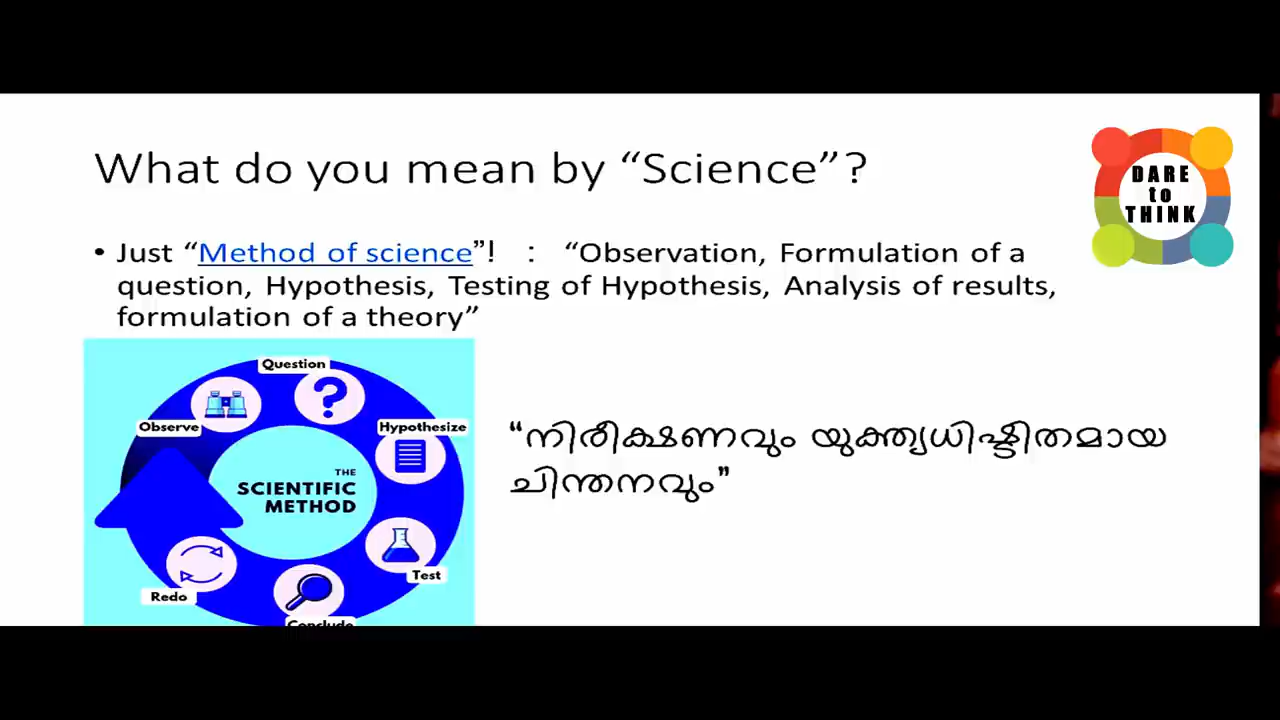 What do you mean by “Science”?
DARE
to
THINK
• Just “Method of science”! : “Observation, Formulation of a
question, Hypothesis, Testing of Hypothesis, Analysis of results,
formulation of a theory”
Question
Observe
Hypothesize
THE
SCIENTIFIC
METHOD
Test
Redo
Conclude
“നിരീക്ഷണവും യുക്ത്യധിഷ്ഠിതമായ
ചിന്തനവും”